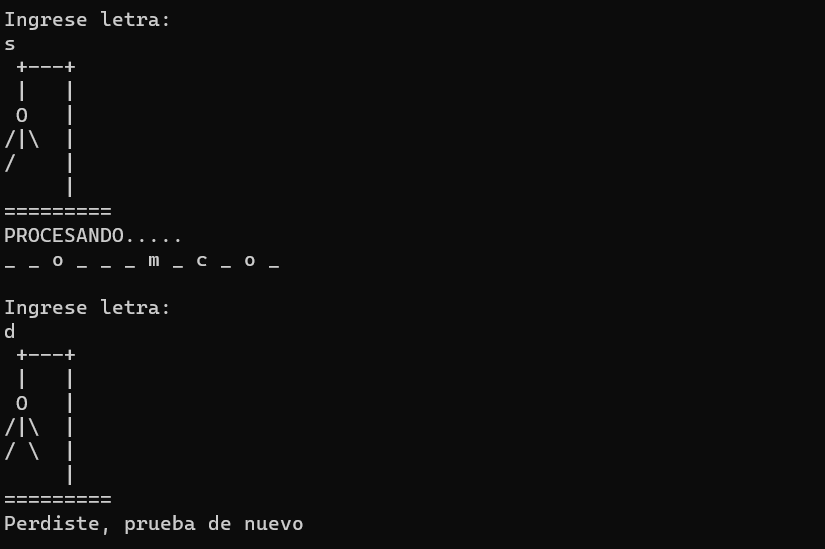 Ingrese letra:
s
 +---+
 |   |
 O   |
/|\  |
/    |
     |
=========
PROCESANDO.....
_ _ o _ _ _ m _ c _ o _

Ingrese letra:
d
 +---+
 |   |
 O   |
/|\  |
/ \  |
     |
=========
Perdiste, prueba de nuevo